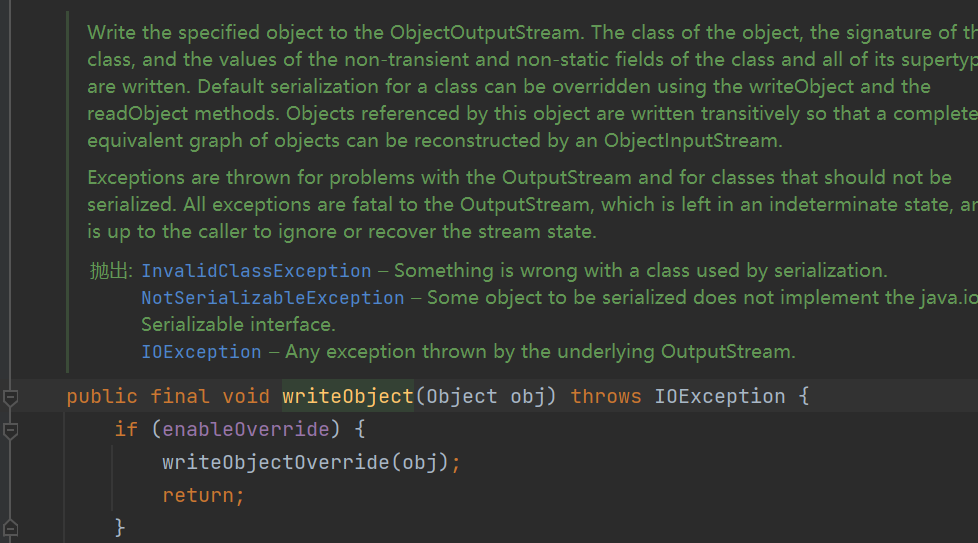 Write the specified object to the ObjectOutputStream. The class of the object, the signature of
class, and the values of the non-transient and non-static fields of the class and all of its
are written. Default serialization for a class can be overridden using the writeObject and the
readObject methods. Objects referenced by this object are written transitively so that a complete
equivalent graph of objects can be reconstructed by an ObjectInputStream.
Exceptions are thrown for problems with the OutputStream and for classes that should not be
serialized. All exceptions are fatal to the OutputStream, which is left in an indeterminate state,
is up to the caller to ignore or recover the stream state.
抛出: InvalidClassException – Something is wrong with a class used by serialization.
NotSerializableException – Some object to be serialized does not implement the java.io
Serializable interface.
IOException – Any exception thrown by the underlying OutputStream.
public final void writeObject(Object obj) throws IOException {
if (enableOverride) {
writeObjectOverride(obj);
return;
}